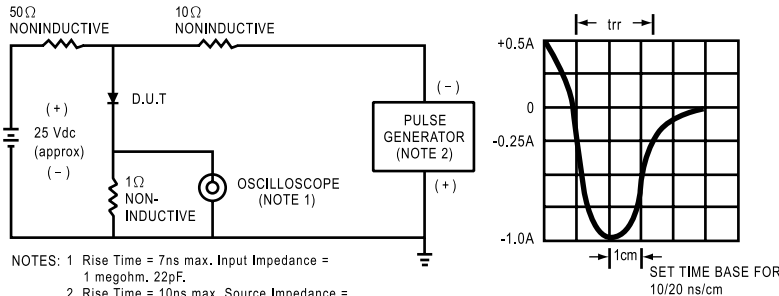 50Ω
NONINDUCTIVE
10Ω
NONINDUCTIVE
D.U.T
(+)
25 Vdc
(approx)
(-)
1Ω
NON-
INDUCTIVE
OSCILLOSCOPE
(NOTE 1)
(-)
PULSE
GENERATOR
(NOTE 2)
(+)
trr
+0.5A
0
-0.25A
-1.0A
1cm
SET TIME BASE FOR
10/20 ns/cm
NOTES: 1 Rise Time = 7ns max. Input Impedance =
1 megohm. 22pF.
2 Rise Time = 10ns max. Source Impedance =